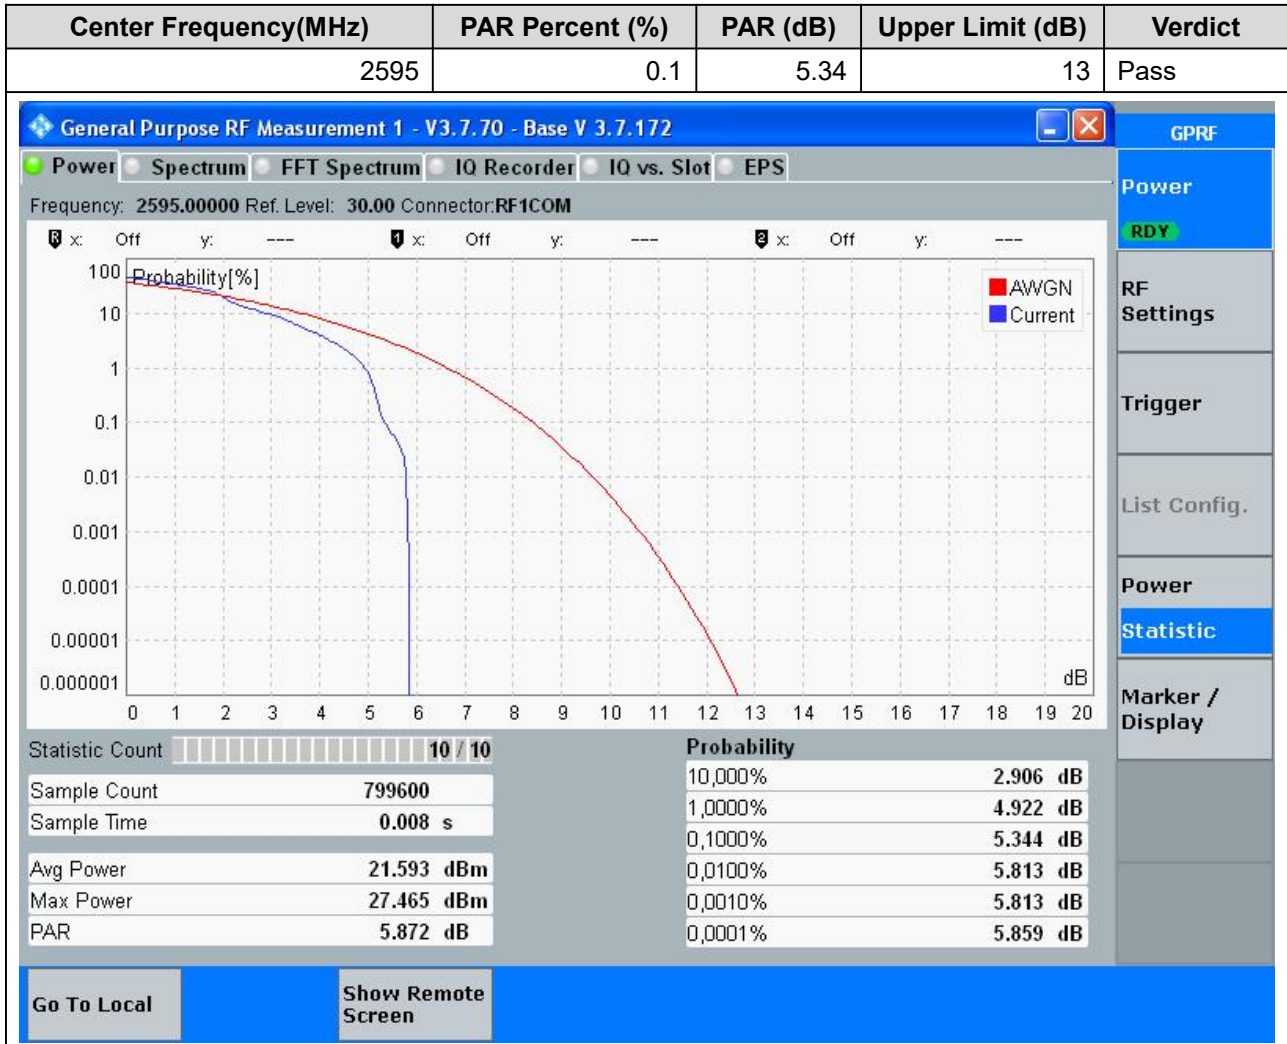 Center Frequency(MHz) PAR Percent (%) PAR (dB) Upper Limit (dB) Verdict
2595 0.1 5.34 13 Pass
General Purpose RF Measurement 1 - V3.7.70 - Base V 3.7.172
GPRF
Power Spectrum FFT Spectrum IQ Recorder IQ vs. Slot EPS
Frequency: 2595.00000 Ref. Level: 30.00 Connector:RF1COM
R x: Off y: --- 1 x: Off y: --- 2 x: Off y: ---
Probability[%]
100
10
1
0.1
0.01
0.001
0.0001
0.00001
0.000001
AWGN
Current
dB
0 1 2 3 4 5 6 7 8 9 10 11 12 13 14 15 16 17 18 19 20
Statistic Count 10 / 10
Sample Count 799600
Sample Time 0.008 s
Avg Power 21.593 dBm
Max Power 27.465 dBm
PAR 5.872 dB
Probability
10,000% 2.906 dB
1,0000% 4.922 dB
0,1000% 5.344 dB
0,0100% 5.813 dB
0,0010% 5.813 dB
0,0001% 5.859 dB
Power
RDY
RF
Settings
Trigger
List Config.
Power
Statistic
Marker /
Display
Go To Local
Show Remote
Screen